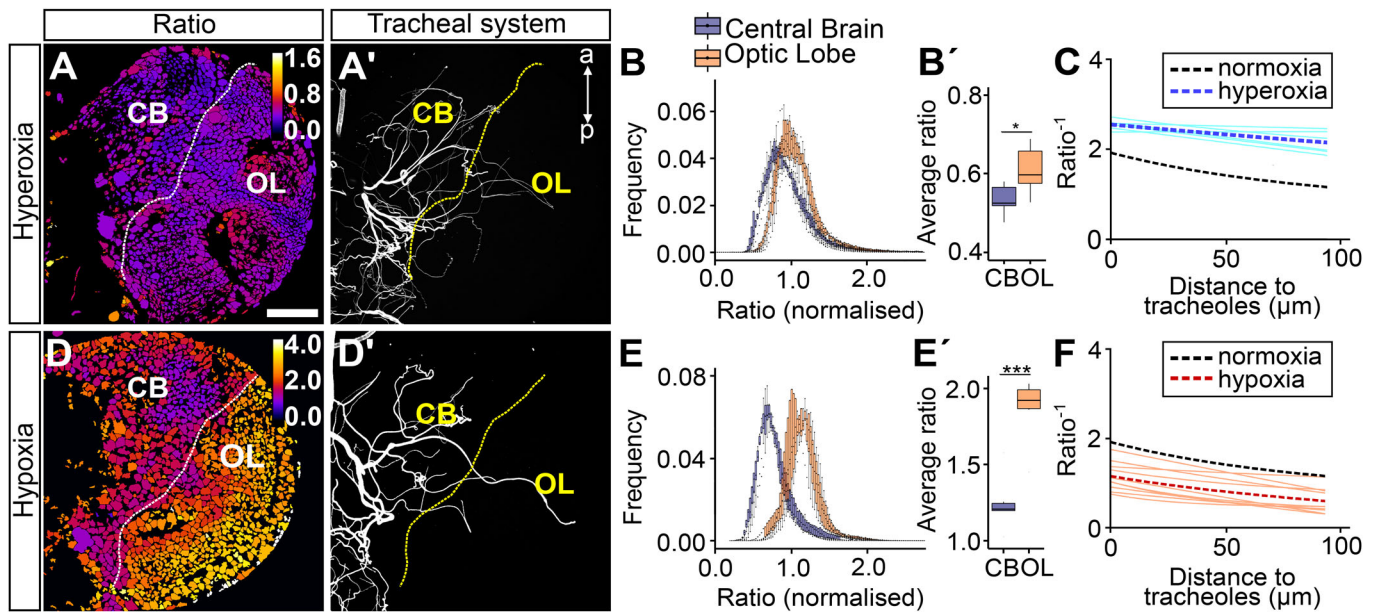 Ratio
Tracheal system
Central Brain
Optic Lobe
Hyperoxia
A
CB
OL
1.6
0.8
0.0
A'
a
p
CB
OL
B
Frequency
0.06
0.04
0.02
0.00
0.0 1.0 2.0
Ratio (normalised)
B´
Average ratio
0.8
0.6
0.4
*
CBOL
C
normoxia
hyperoxia
Ratio⁻¹
4
2
0
0 50 100
Distance to
tracheoles (µm)
Hypoxia
D
CB
OL
4.0
2.0
0.0
D'
CB
OL
E
Frequency
0.08
0.04
0.00
0.0 1.0 2.0
Ratio (normalised)
E´
Average ratio
2.0
1.5
1.0
***
CBOL
F
normoxia
hypoxia
Ratio⁻¹
4
2
0
0 50 100
Distance to
tracheoles (µm)